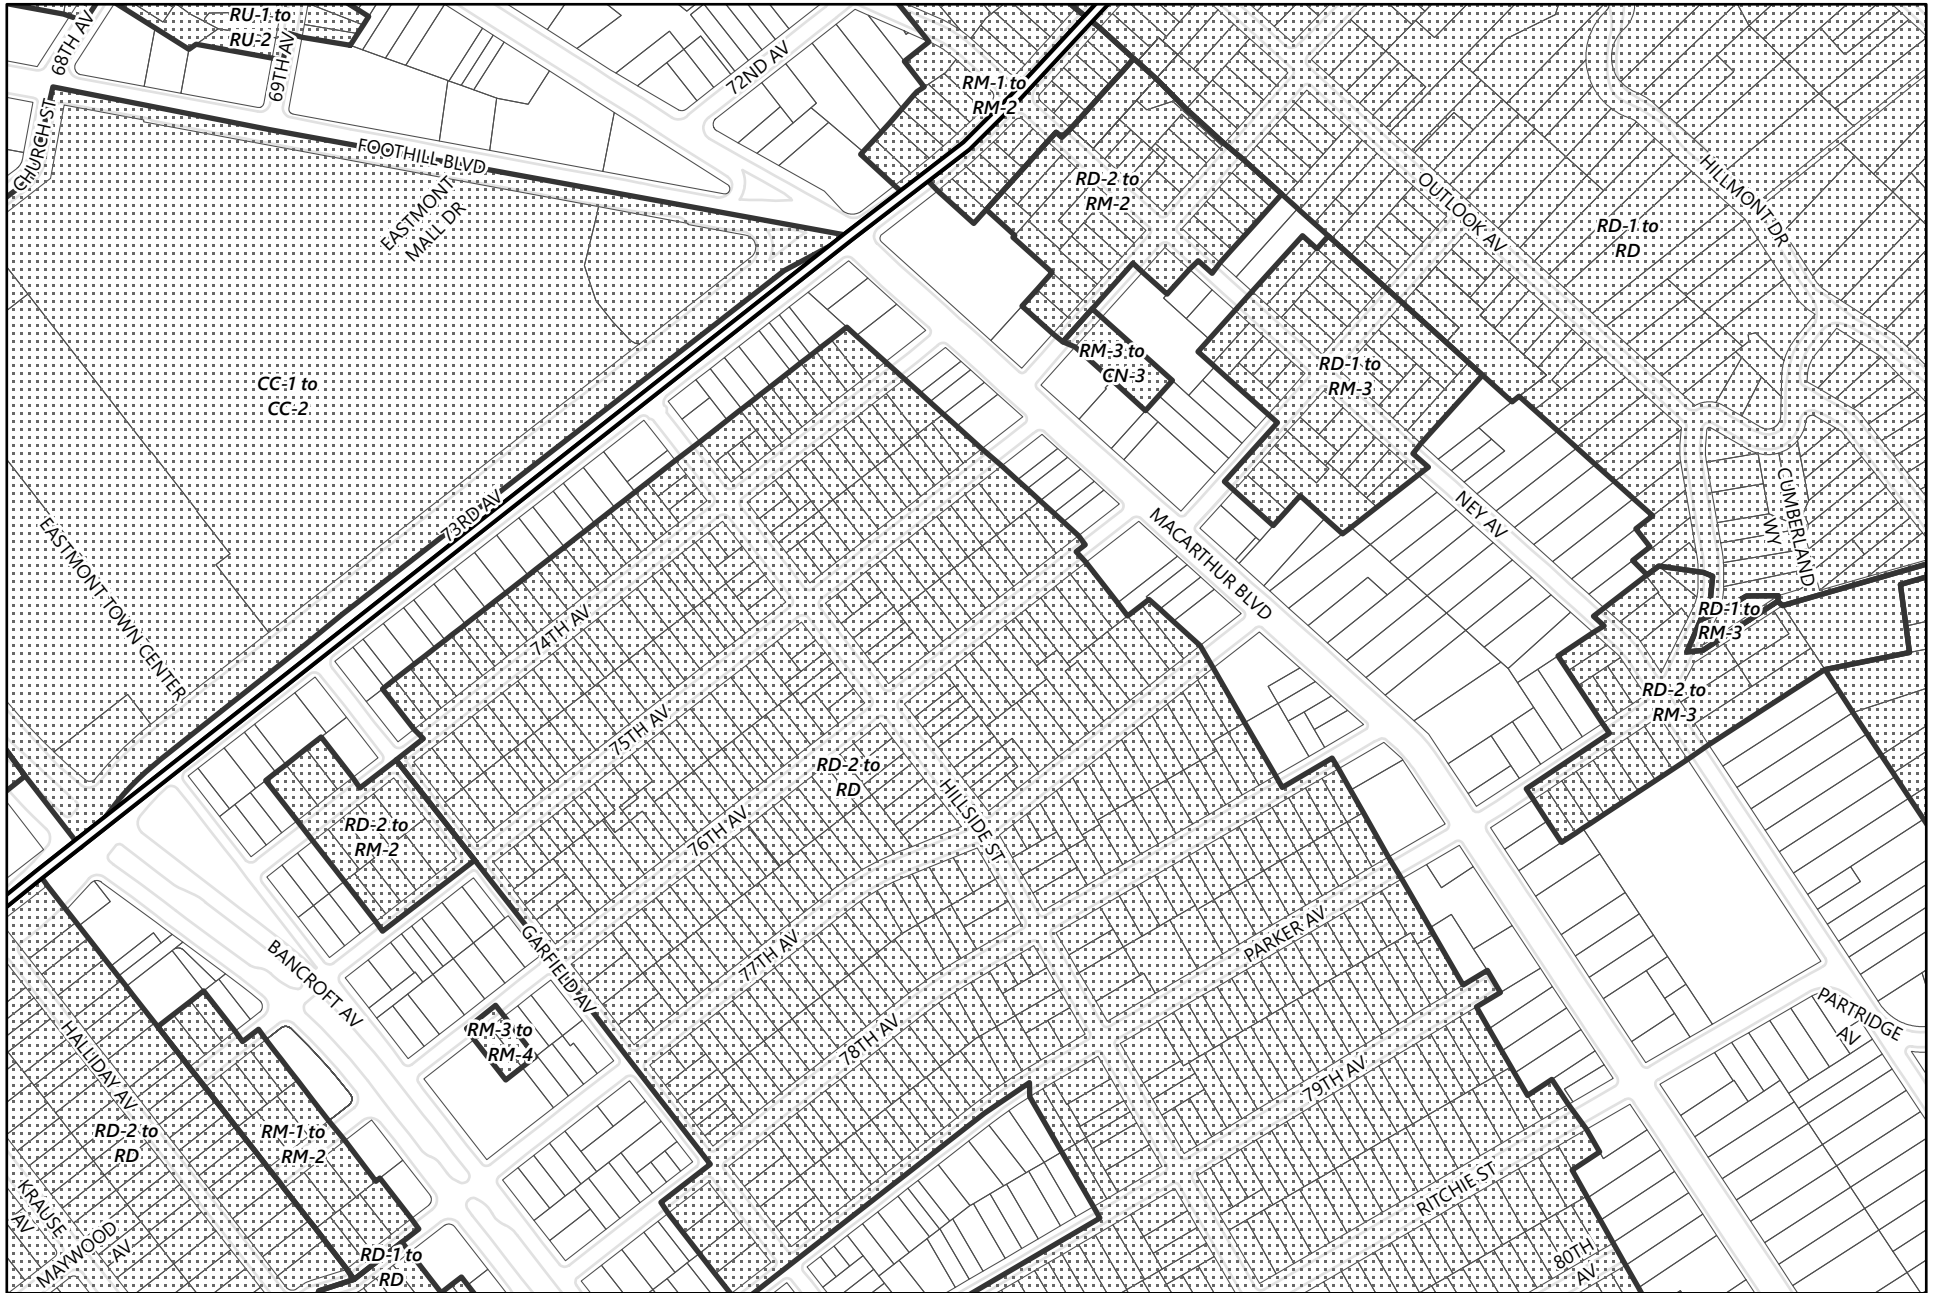 RU-1 to
RU-2
68TH AV
69TH AV
72ND AV
RM-1 to
RM-2
CHURCH ST
FOOTHILL BLVD
EASTMONT
MALL DR
RD-2 to
RM-2
OUTLOOK AV
HILLMONT DR
RD-1 to
RD
RM-3 to
CN-3
RD-1 to
RM-3
CC-1 to
CC-2
73RD AV
MACARTHUR BLVD
NEY AV
CUMBERLAND
WY
EASTMONT TOWN CENTER
74TH AV
RD-1 to
RM-3
75TH AV
RD-2 to
RM-3
RD-2 to
RD
HILLSIDE ST
RD-2 to
RM-2
76TH AV
BANCROFT AV
GARFIELD AV
77TH AV
PARKER AV
RM-3 to
RM-4
78TH AV
PARTRIDGE
AV
HALLIDAY AV
79TH AV
RD-2 to
RD
RM-1 to
RM-2
KRAUSE
AV
MAYWOOD
AV
RITCHIE ST
RD-1 to
RD
80TH
AV